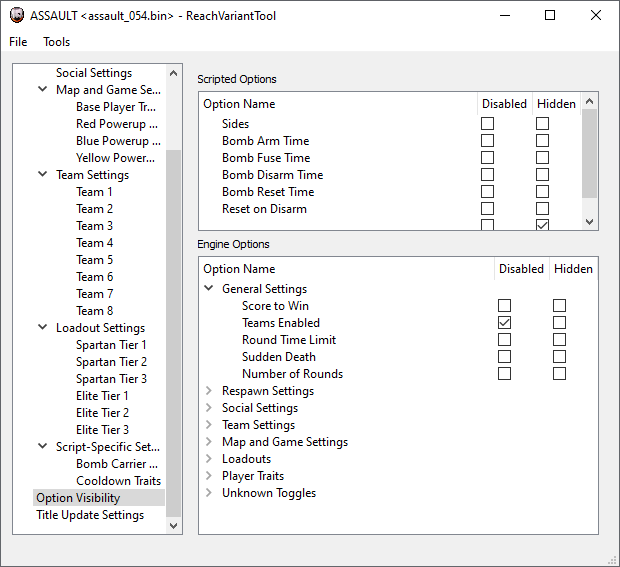 ASSAULT <assault_054.bin> - ReachVariantTool
File Tools
Social Settings
Map and Game Se...
Base Player Tr...
Red Powerup ...
Blue Powerup ...
Yellow Power...
Team Settings
Team 1
Team 2
Team 3
Team 4
Team 5
Team 6
Team 7
Team 8
Loadout Settings
Spartan Tier 1
Spartan Tier 2
Spartan Tier 3
Elite Tier 1
Elite Tier 2
Elite Tier 3
Script-Specific Set...
Bomb Carrier ...
Cooldown Traits
Option Visibility
Title Update Settings
Scripted Options
Option Name Disabled Hidden
Sides
Bomb Arm Time
Bomb Fuse Time
Bomb Disarm Time
Bomb Reset Time
Reset on Disarm
Engine Options
Option Name Disabled Hidden
General Settings
Score to Win
Teams Enabled
Round Time Limit
Sudden Death
Number of Rounds
Respawn Settings
Social Settings
Team Settings
Map and Game Settings
Loadouts
Player Traits
Unknown Toggles